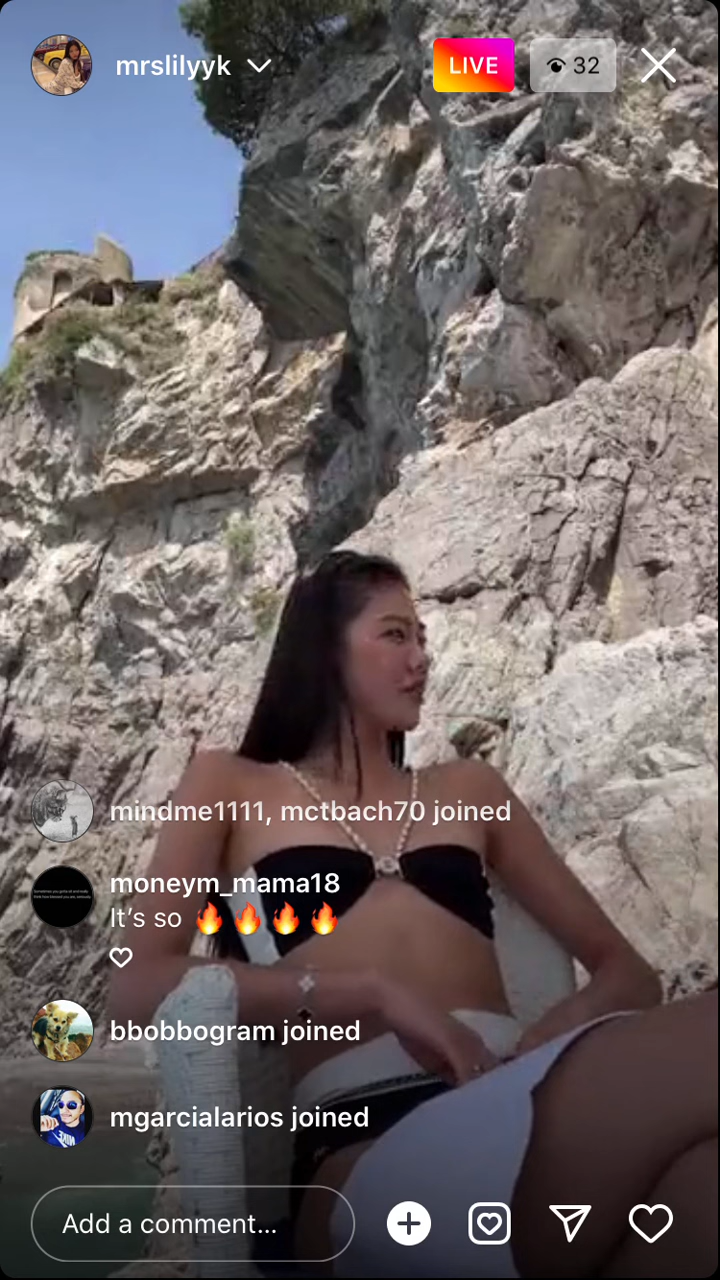 mrslilyyk
LIVE
32
mindme1111, mctbach70 joined
moneym_mama18
It's so 🔥🔥🔥🔥
bbobbogram joined
mgarcialarios joined
Add a comment...